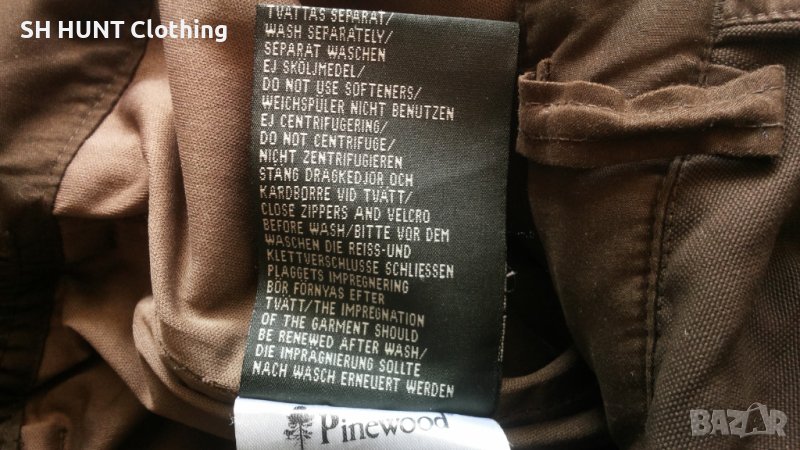 SH HUNT Clothing
TVÄTTAS SEPARAT/
WASH SEPARATELY/
SEPARAT WASCHEN
EJ SKÖLJMEDEL/
DO NOT USE SOFTENERS/
WEICHSPÜLER NICHT BENUTZEN
EJ CENTRIFUGERING/
DO NOT CENTRIFUGE/
NICHT ZENTRIFUGIEREN
STÄNG DRAGKEDJOR OCH
KARDBORRE VID TVÄTT/
CLOSE ZIPPERS AND VELCRO
BEFORE WASH/BITTE VOR DEM
WASCHEN DIE REISS-UND
KLETTVERSCHLUSSE SCHLIESSEN
PLAGGETS IMPREGNERING
BÖR FÖRNYAS EFTER
TVÄTT/THE IMPREGNATION
OF THE GARMENT SHOULD
BE RENEWED AFTER WASH/
DIE IMPRÄGNIERUNG SOLLTE
NACH WASCH ERNEUERT WERDEN
Pinewood
BAZAR